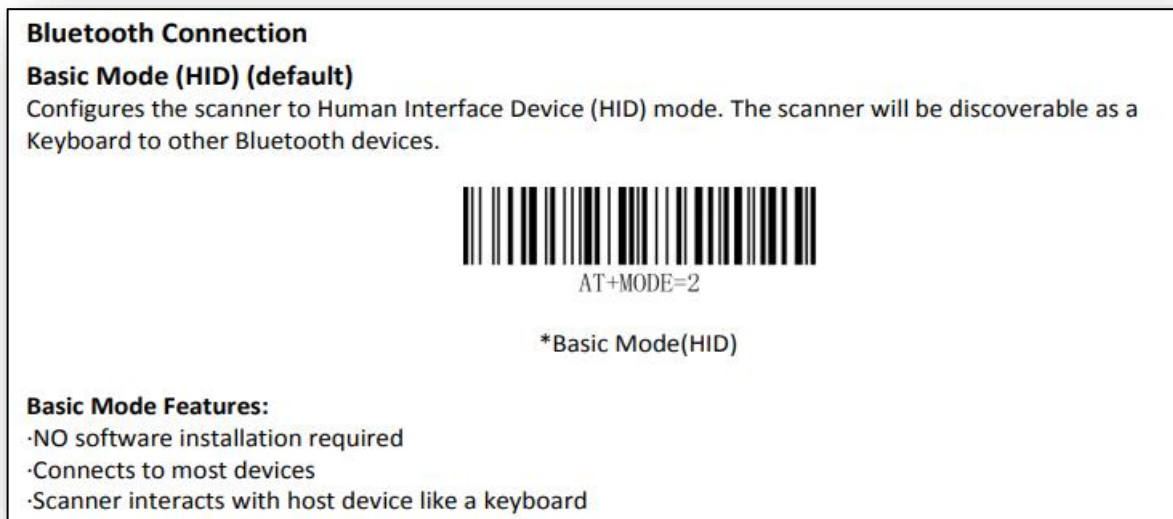 Bluetooth Connection
Basic Mode (HID) (default)
Configures the scanner to Human Interface Device (HID) mode. The scanner will be discoverable as a
Keyboard to other Bluetooth devices.
AT+MODE=2
*Basic Mode(HID)
Basic Mode Features:
·NO software installation required
·Connects to most devices
·Scanner interacts with host device like a keyboard